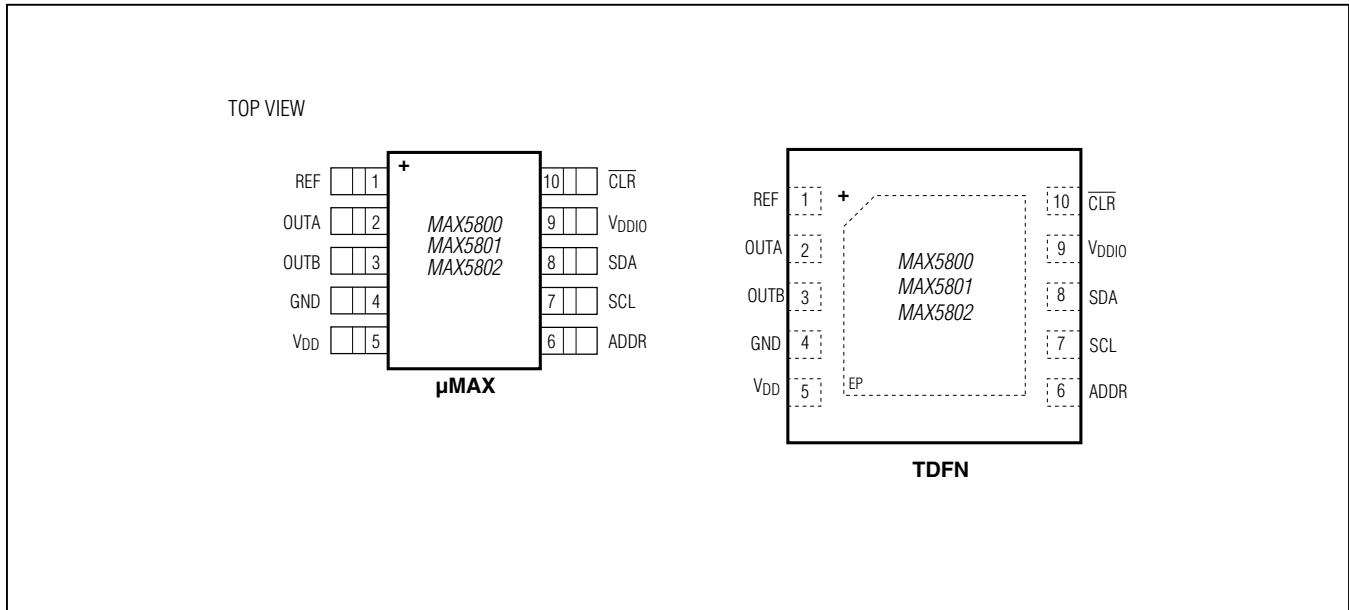 TOP VIEW
+
REF 1 10 CLR
OUTA 2 9 VDDIO
OUTB 3 8 SDA
GND 4 7 SCL
VDD 5 6 ADDR
MAX5800
MAX5801
MAX5802
µMAX
+
REF 1 10 CLR
OUTA 2 9 VDDIO
OUTB 3 8 SDA
GND 4 7 SCL
VDD 5 6 ADDR
MAX5800
MAX5801
MAX5802
EP
TDFN